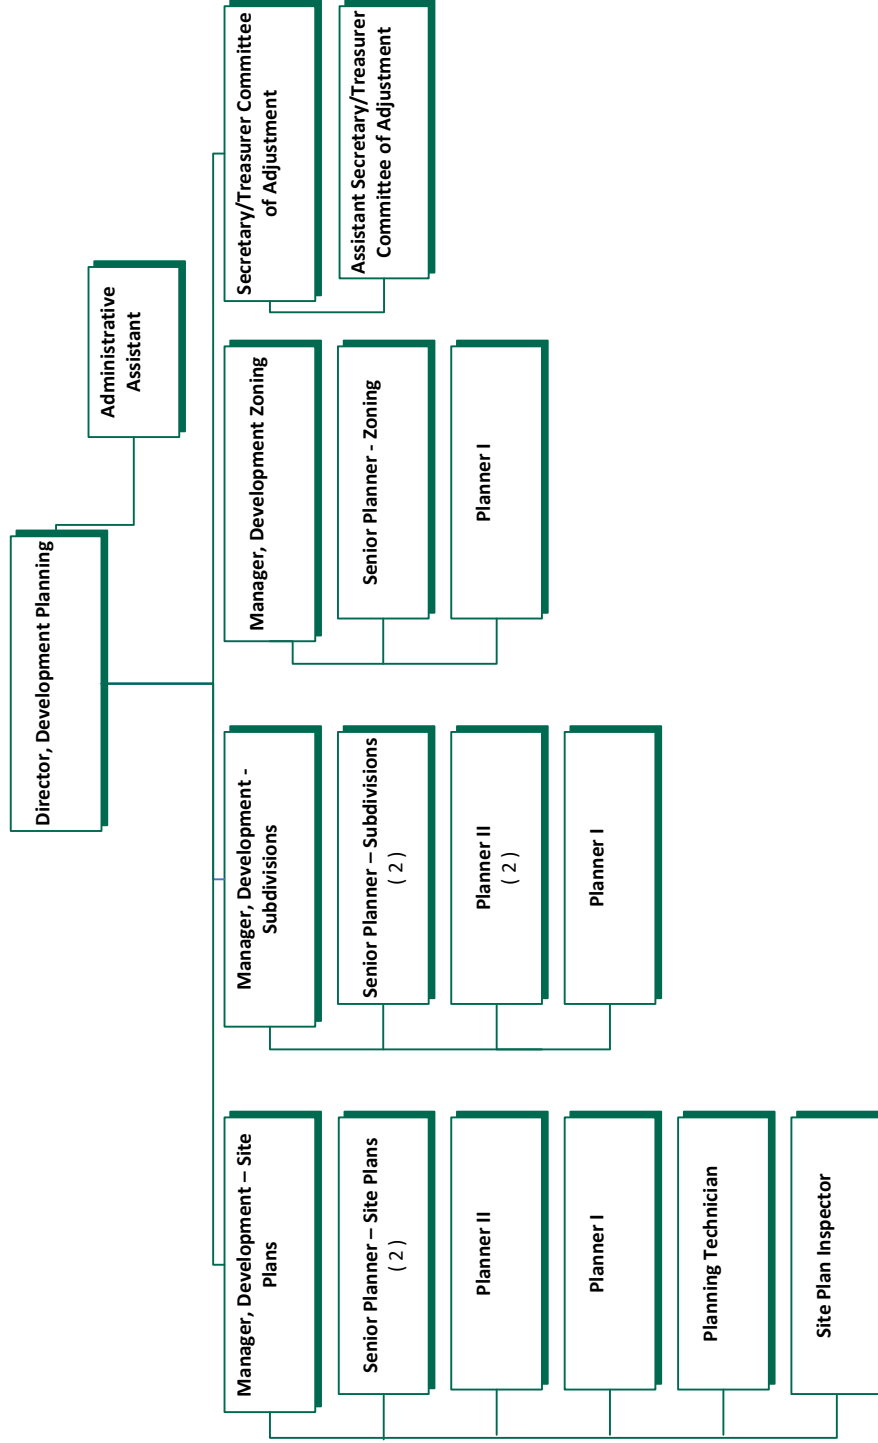 Director, Development Planning
Administrative
Assistant
Manager, Development – Site
Plans
Senior Planner – Site Plans
( 2 )
Planner II
Planner I
Planning Technician
Site Plan Inspector
Manager, Development -
Subdivisions
Senior Planner – Subdivisions
( 2 )
Planner II
( 2 )
Planner I
Manager, Development Zoning
Senior Planner - Zoning
Planner I
Secretary/Treasurer Committee
of Adjustment
Assistant Secretary/Treasurer
Committee of Adjustment